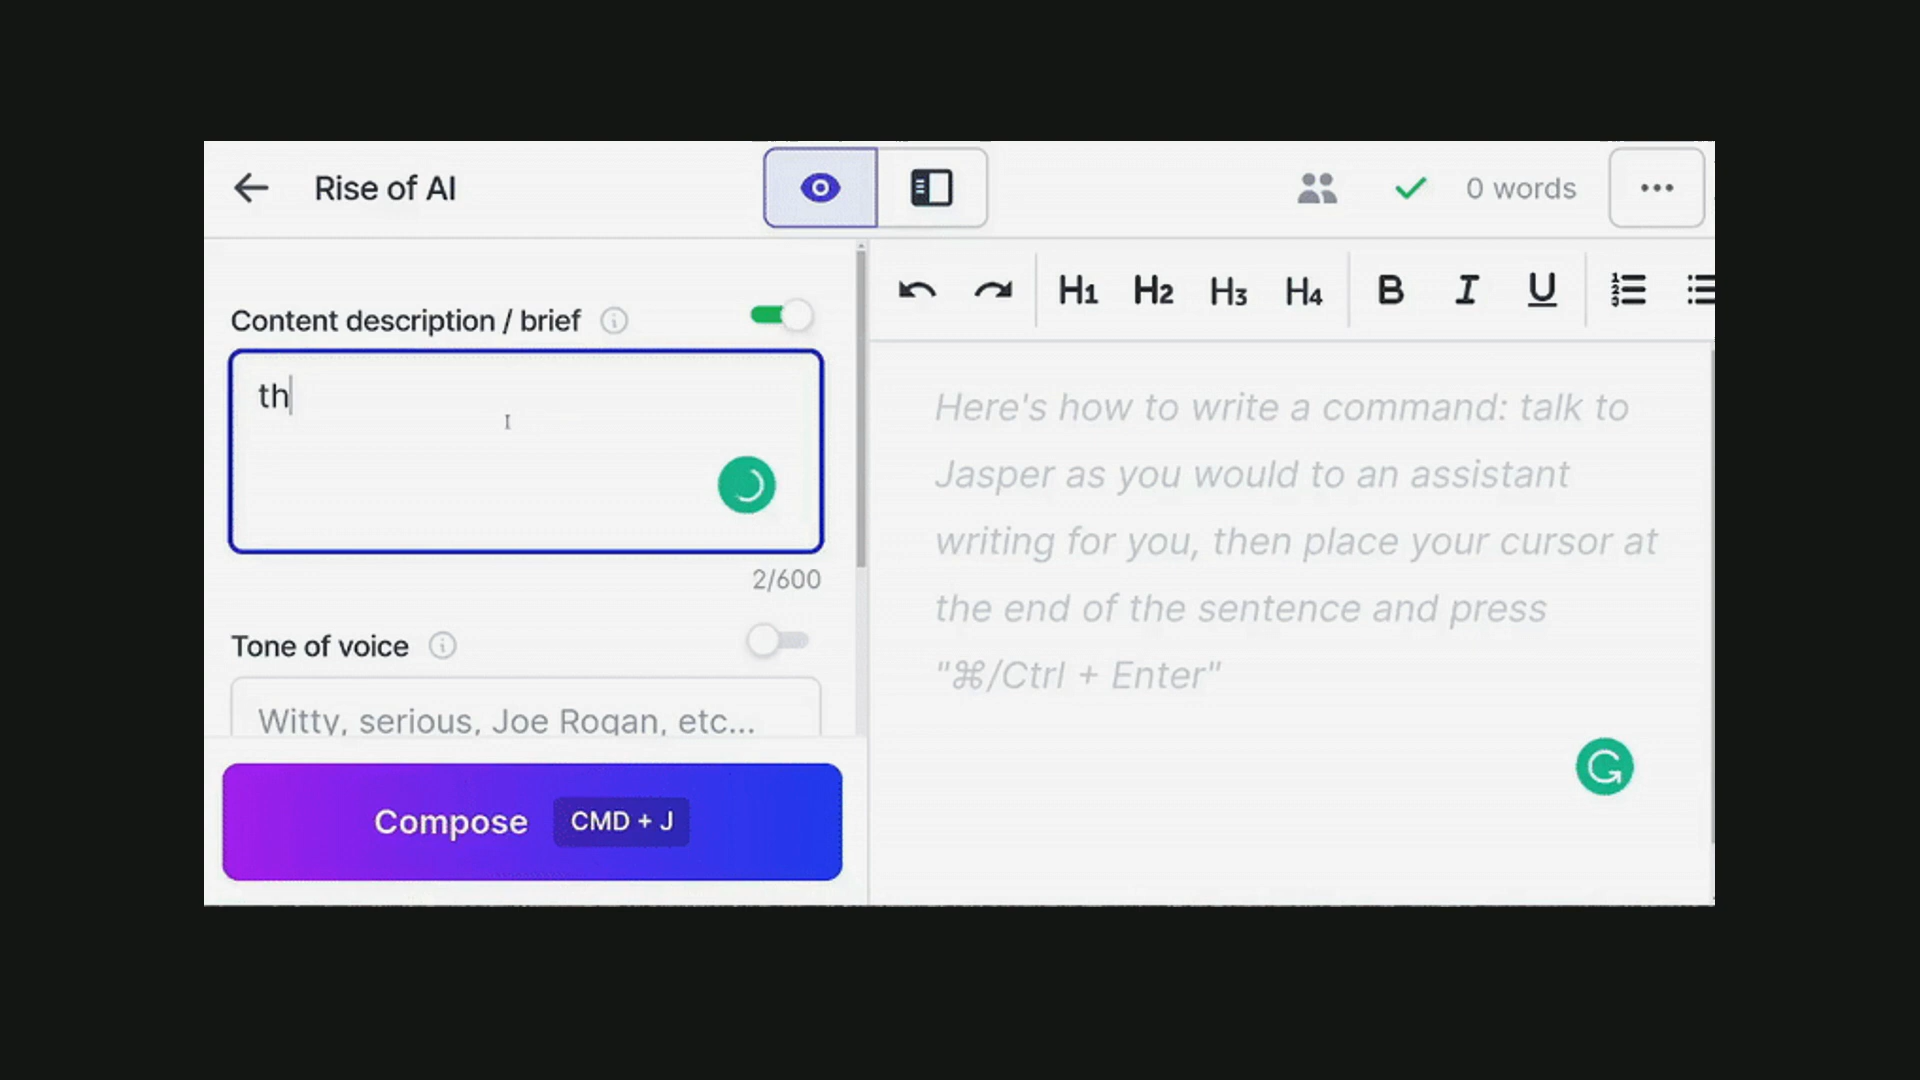 Rise of AI
0 words
Content description / brief
th
2/600
Tone of voice
Witty, serious, Joe Rogan, etc...
Compose CMD + J
H1 H2 H3 H4 B I U
Here's how to write a command: talk to
Jasper as you would to an assistant
writing for you, then place your cursor at
the end of the sentence and press
"⌘/Ctrl + Enter"